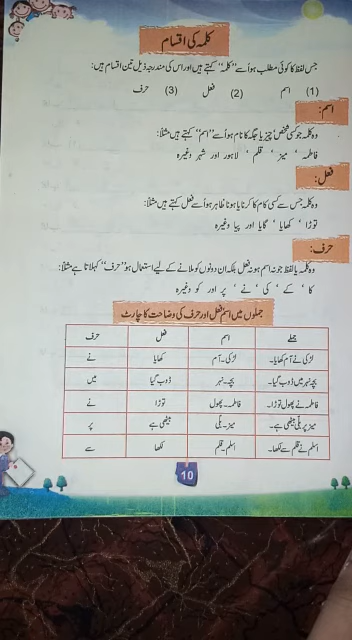 کلمہ کی اقسام
جس لفظ کا کوئی مطلب ہو اُسے "کلمہ" کہتے ہیں اور اس کی مندرجہ ذیل تین اقسام ہیں:
(1) اسم (2) فعل (3) حرف
اسم:
وہ کلمہ جو کسی شخص، چیز یا جگہ کا نام ہو اُسے "اسم" کہتے ہیں مثلاً:
فاطمہ ، میز ، قلم ، لاہور اور شہر وغیرہ
فعل:
وہ کلمہ جس سے کسی کام کا کرنا یا ہونا ظاہر ہو اُسے فعل کہتے ہیں مثلاً:
توڑا ، کھایا ، گایا اور پیا وغیرہ
حرف:
وہ کلمہ یا لفظ جو نہ اسم ہو نہ فعل بلکہ ان دونوں کو ملانے کے لیے استعمال ہو "حرف" کہلاتا ہے مثلاً:
کا ، کے ، کی ، نے ، پر اور کو وغیرہ
جملوں میں اسم، فعل اور حرف کی وضاحت کا چارٹ
جملے اسم فعل حرف
لڑکی نے آم کھایا۔ لڑکی۔ آم کھایا نے
بچہ نہر میں ڈوب گیا۔ بچہ۔ نہر ڈوب گیا میں
فاطمہ نے پھول توڑا۔ فاطمہ۔ پھول توڑا نے
میز پر بلّی بیٹھی ہے۔ میز۔ بلّی بیٹھی ہے پر
اسلم نے قلم سے لکھا۔ اسلم۔ قلم لکھا سے
10